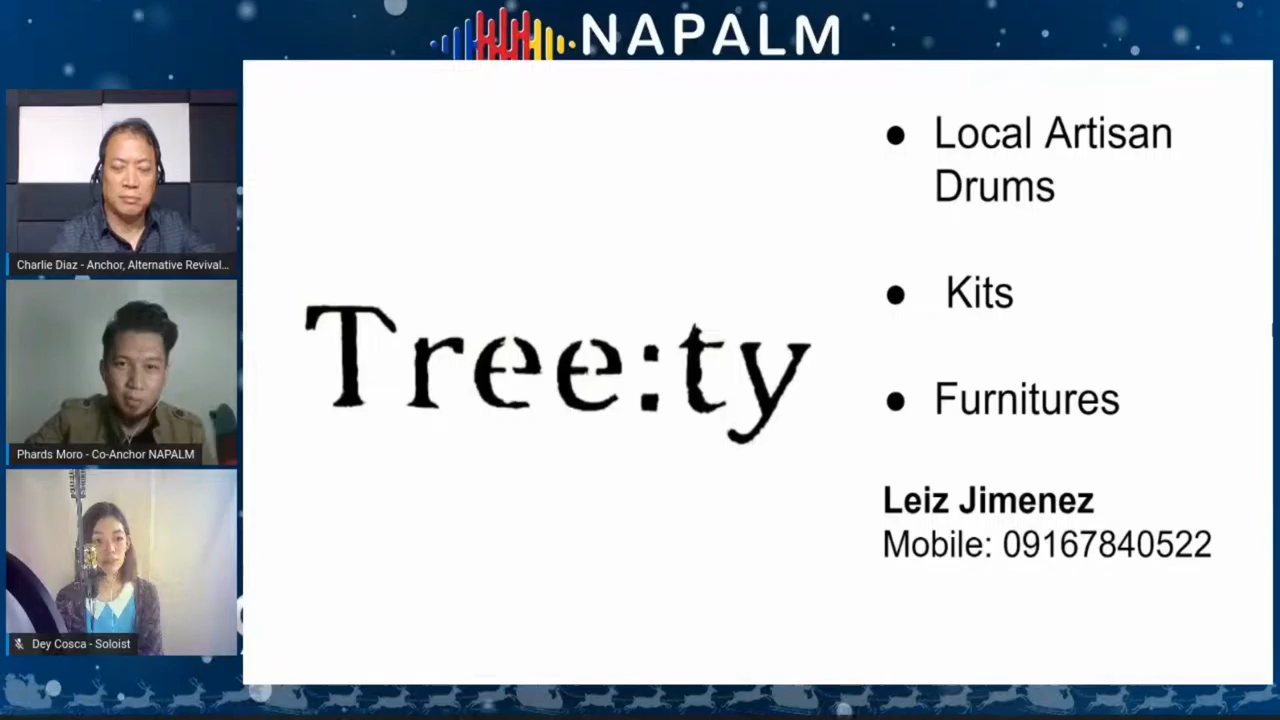 NAPALM
Charlie Diaz - Anchor, Alternative Revival...
Phards Moro - Co-Anchor NAPALM
Dey Cosca - Soloist
Tree:ty
● Local Artisan
Drums
● Kits
● Furnitures
Leiz Jimenez
Mobile: 09167840522